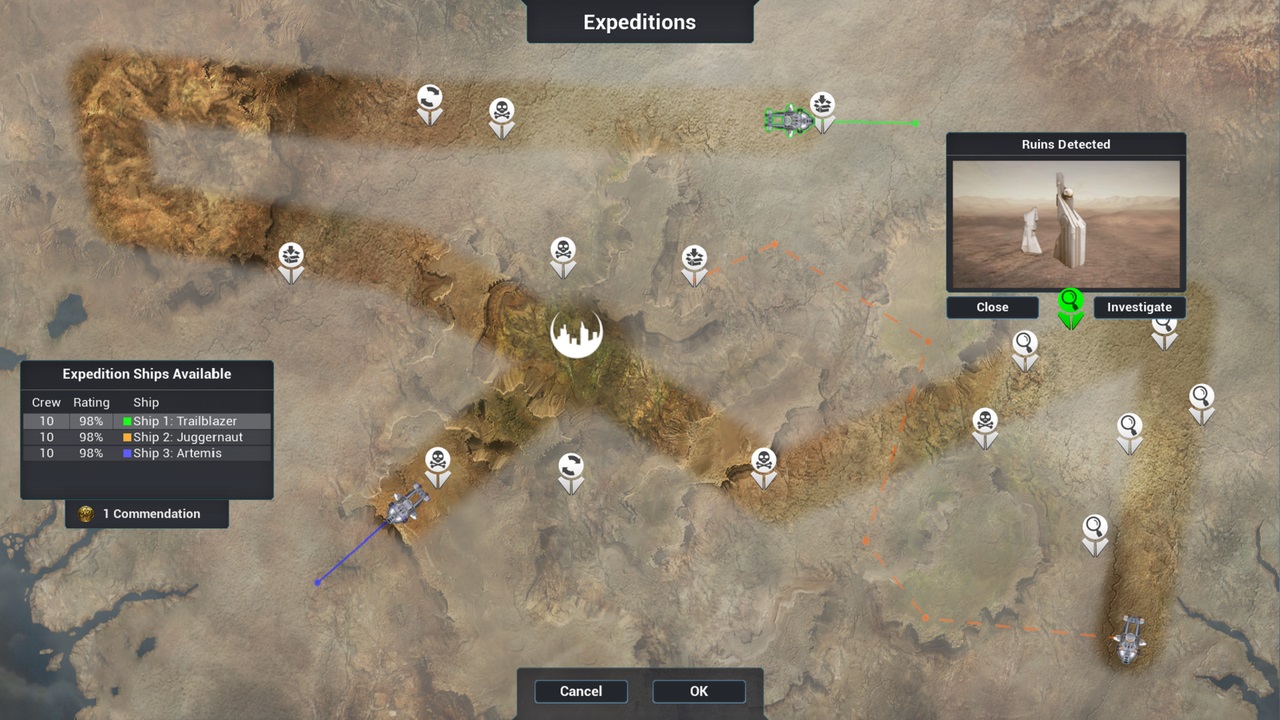 Expeditions
Ruins Detected
Close
Investigate
Expedition Ships Available
Crew Rating Ship
10 98% Ship 1: Trailblazer
10 98% Ship 2: Juggernaut
10 98% Ship 3: Artemis
1 Commendation
Cancel
OK